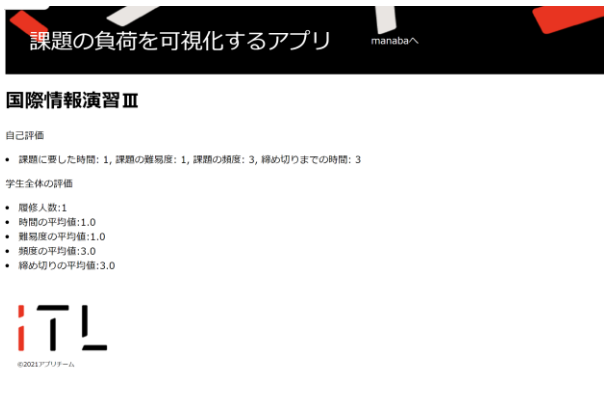 課題の負荷を可視化するアプリ manabaへ
国際情報演習Ⅲ
自己評価
• 課題に要した時間: 1, 課題の難易度: 1, 課題の頻度: 3, 締め切りまでの時間: 3
学生全体の評価
• 履修人数:1
• 時間の平均値:1.0
• 難易度の平均値:1.0
• 頻度の平均値:3.0
• 締め切りの平均値:3.0
iTL
©2021アプリチーム